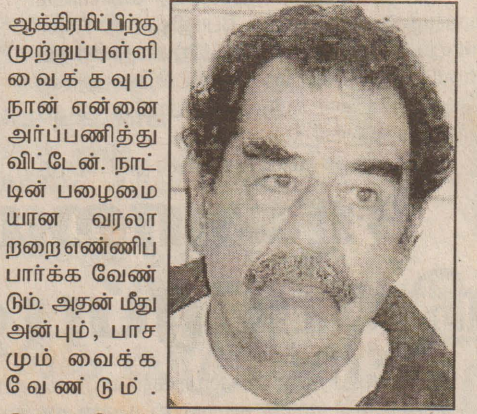 ஆக்கிரமிப்பிற்கு
முற்றுப்புள்ளி
வைக்கவும்
நான் என்னை
அர்ப்பணித்து
விட்டேன். நாட்
டின் பழைமை
யான வரலா
றறை எண்ணிப்
பார்க்க வேண்
டும். அதன் மீது
அன்பும், பாச
மும் வைக்க
வேண்டும்.